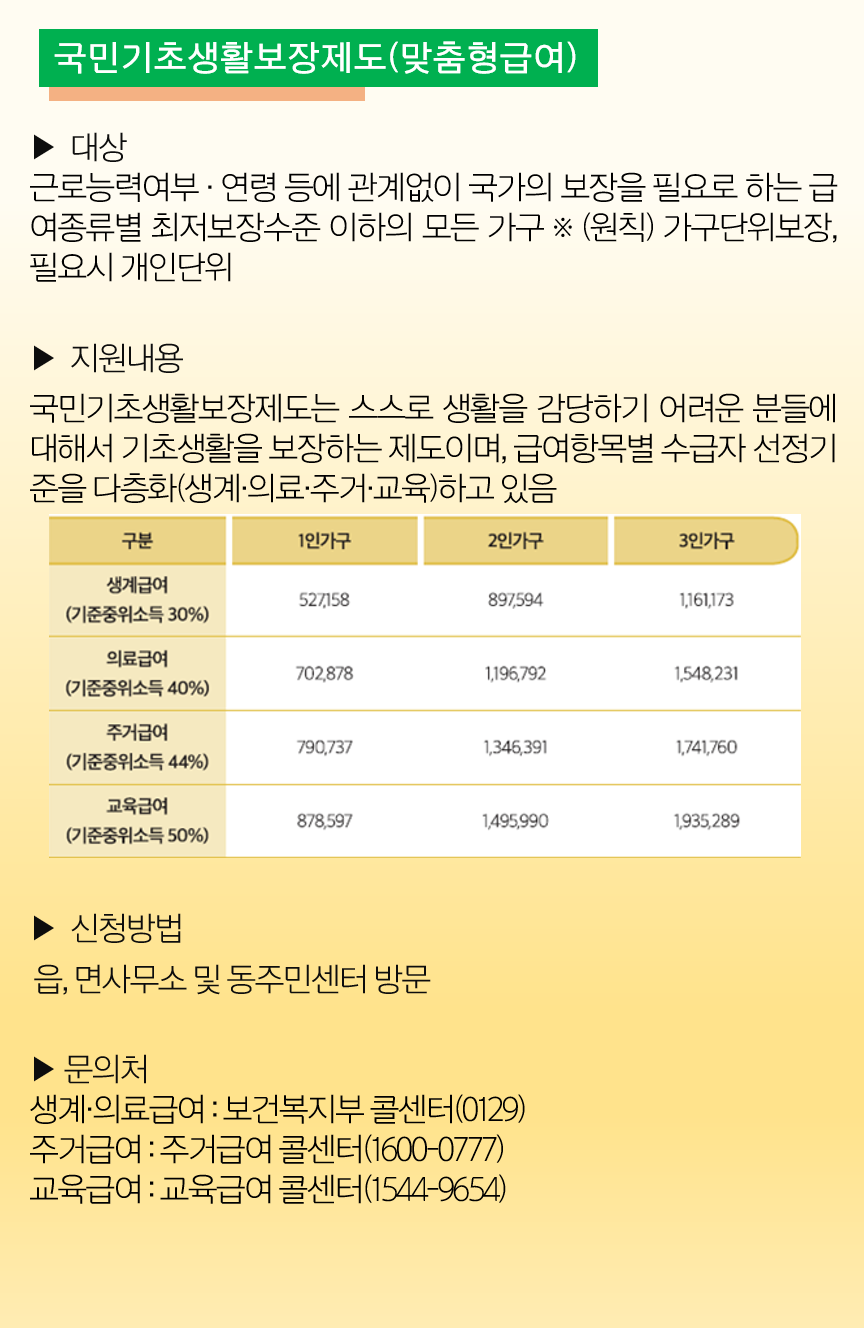 국민기초생활보장제도(맞춤형급여)
▶ 대상
근로능력여부 · 연령 등에 관계없이 국가의 보장을 필요로 하는 급
여종류별 최저보장수준 이하의 모든 가구 ※ (원칙) 가구단위보장,
필요시 개인단위
▶ 지원내용
국민기초생활보장제도는 스스로 생활을 감당하기 어려운 분들에
대해서 기초생활을 보장하는 제도이며, 급여항목별 수급자 선정기
준을 다층화(생계·의료·주거·교육)하고 있음
구분 1인가구 2인가구 3인가구
생계급여
(기준중위소득 30%) 527,158 897,594 1,161,173
의료급여
(기준중위소득 40%) 702,878 1,196,792 1,548,231
주거급여
(기준중위소득 44%) 790,737 1,346,391 1,741,760
교육급여
(기준중위소득 50%) 878,597 1,495,990 1,935,289
▶ 신청방법
읍, 면사무소 및 동주민센터 방문
▶ 문의처
생계·의료급여 : 보건복지부 콜센터(0129)
주거급여 : 주거급여 콜센터(1600-0777)
교육급여 : 교육급여 콜센터(1544-9654)